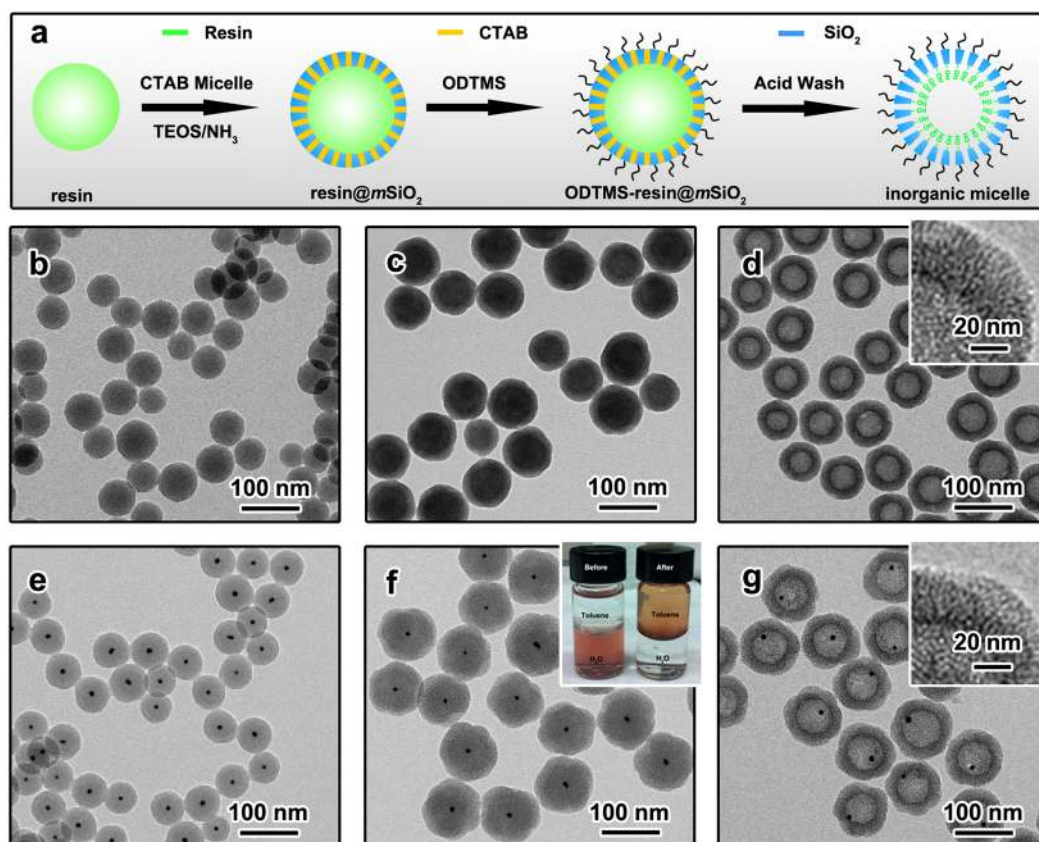 a
Resin
CTAB
SiO₂
CTAB Micelle
TEOS/NH₃
ODTMS
Acid Wash
resin
resin@mSiO₂
ODTMS-resin@mSiO₂
inorganic micelle
b
100 nm
c
100 nm
d
20 nm
100 nm
e
100 nm
f
Before
After
Toluene
Toluene
H₂O
H₂O
100 nm
g
20 nm
100 nm